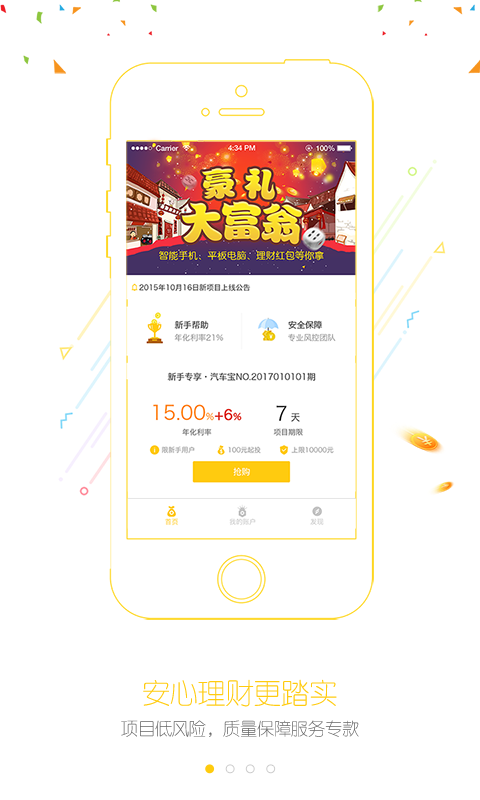 Carrier 4:34 PM 100%
豪礼
大富翁
智能手机、平板电脑、理财红包等你拿
2015年10月16日新项目上线公告
新手帮助 安全保障
年化利率21% 专业风控团队
新手专享·汽车宝NO.2017010101期
15.00%+6% 7 天
年化利率 项目期限
限新手用户 100元起投 上限10000元
抢购
首页 我的账户 发现
安心理财更踏实
项目低风险，质量保障服务专款